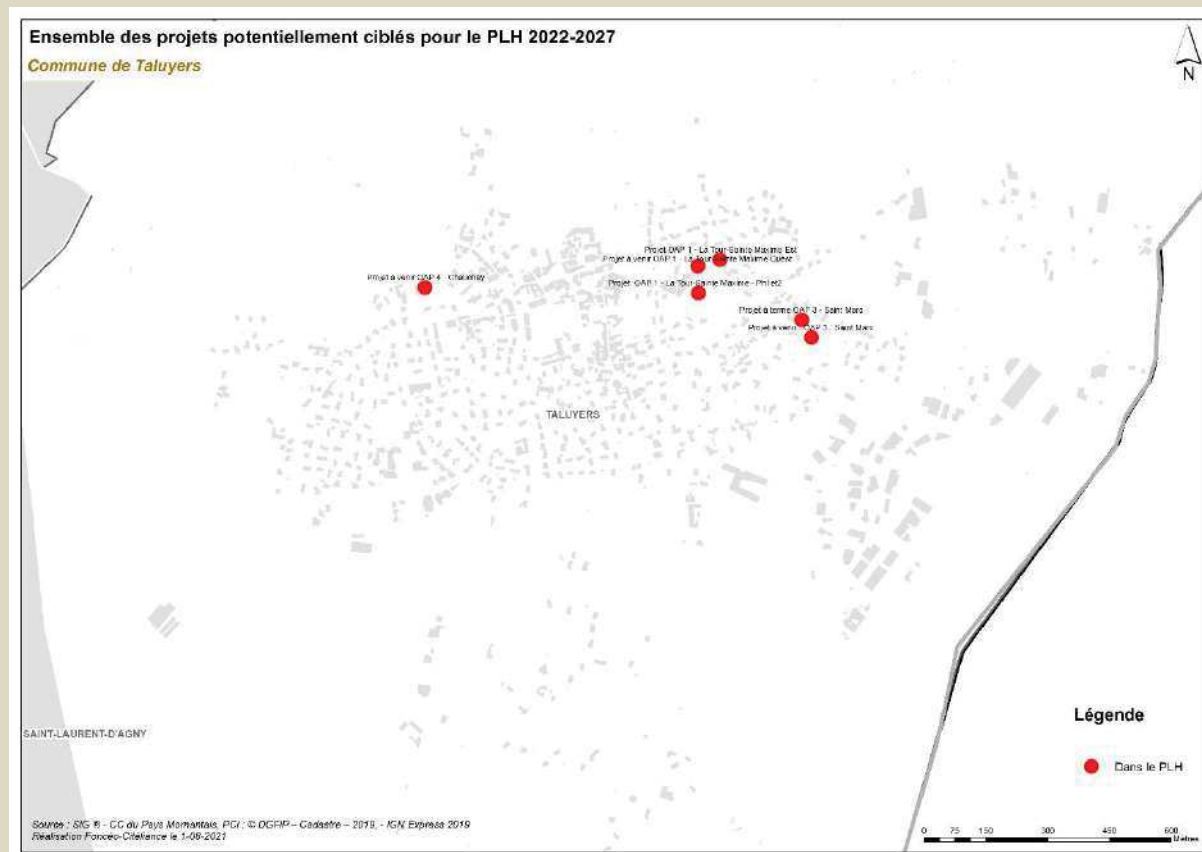 Ensemble des projets potentiellement ciblés pour le PLH 2022-2027
Commune de Taluyers
N
Projet OAP 1 - La Tour-Sainte Maxime Est
Projet à venir OAP 1 - La Tour-Sainte Maxime Ouest
Projet à venir OAP 4 - Chauchay
Projet OAP 1 - La Tour-Sainte Maxime - Philet2
Projet à terme OAP 3 - Saint Marc
Projet à venir - OAP 3 - Saint Marc
TALUYERS
Légende
SAINT-LAURENT-D'AGNY
Dans le PLH
Source : SIG ® - CC du Pays Mornantais, PCI : © DGFIP – Cadastre – 2019, - IGN Express 2019
Réalisation Foncéo-Citéliance le 1-08-2021
0 75 150 300 450 600
Mètres